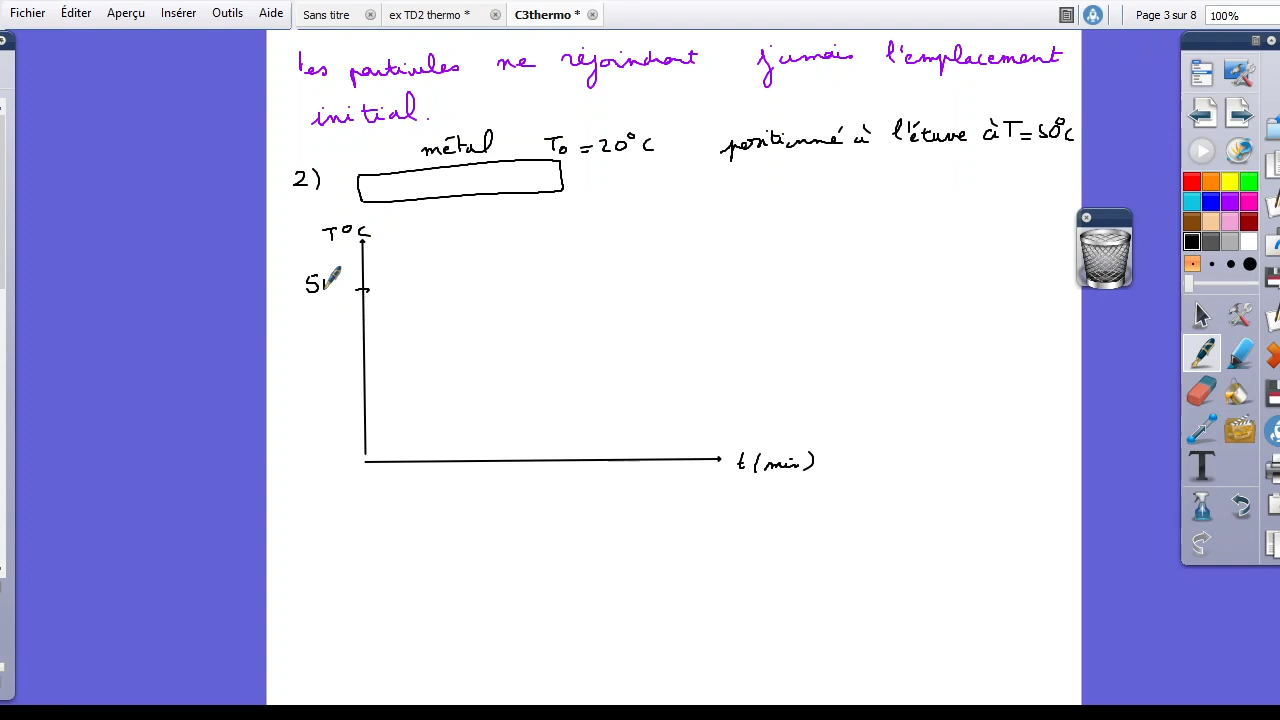 Fichier Éditer Aperçu Insérer Outils Aide Sans titre ex TD2 thermo * C3thermo * Page 3 sur 8 100%
les particules ne rejoindront jamais l'emplacement
initial.
métal T₀ = 20°C positionné à l'étuve à T = 50°C
2)
T°C
5
t (min)
T